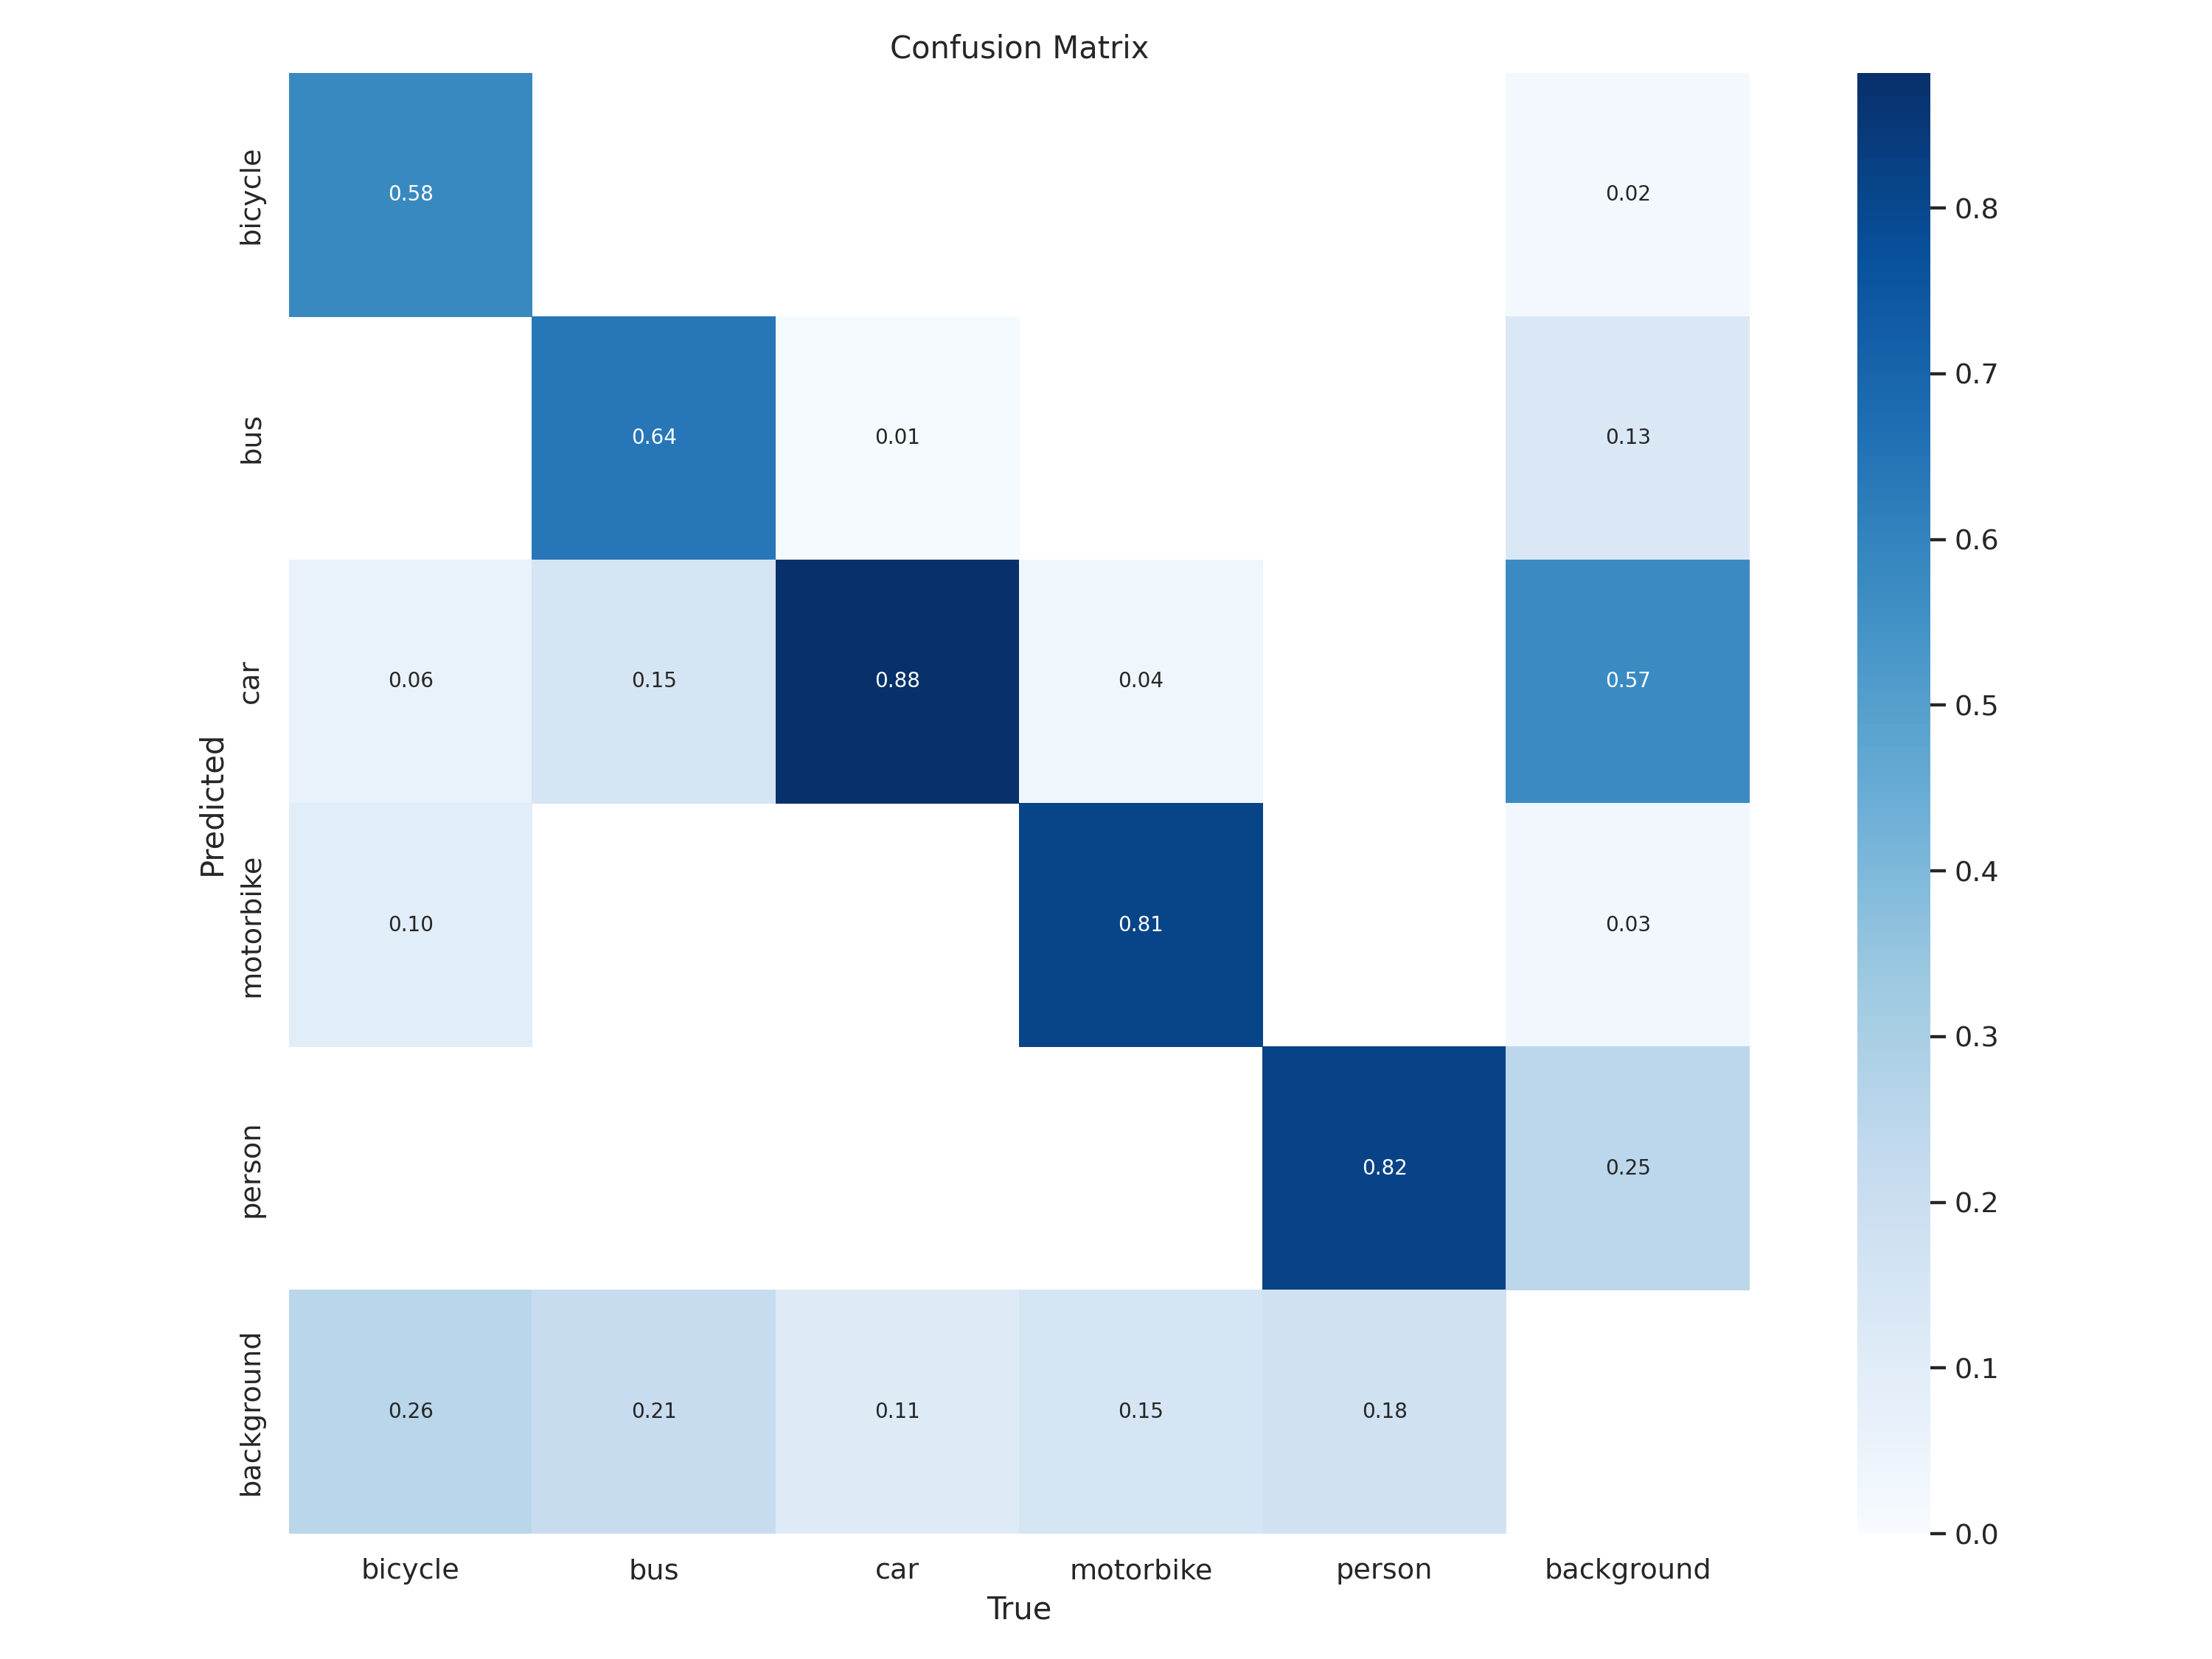 Confusion Matrix
bicycle 0.58 0.02 0.8
bus 0.64 0.01 0.13 0.7
0.6
car 0.06 0.15 0.88 0.04 0.57 0.5
Predicted
0.4
motorbike 0.10 0.81 0.03
0.3
person 0.82 0.25
0.2
0.1
background 0.26 0.21 0.11 0.15 0.18
0.0
bicycle bus car motorbike person background
True